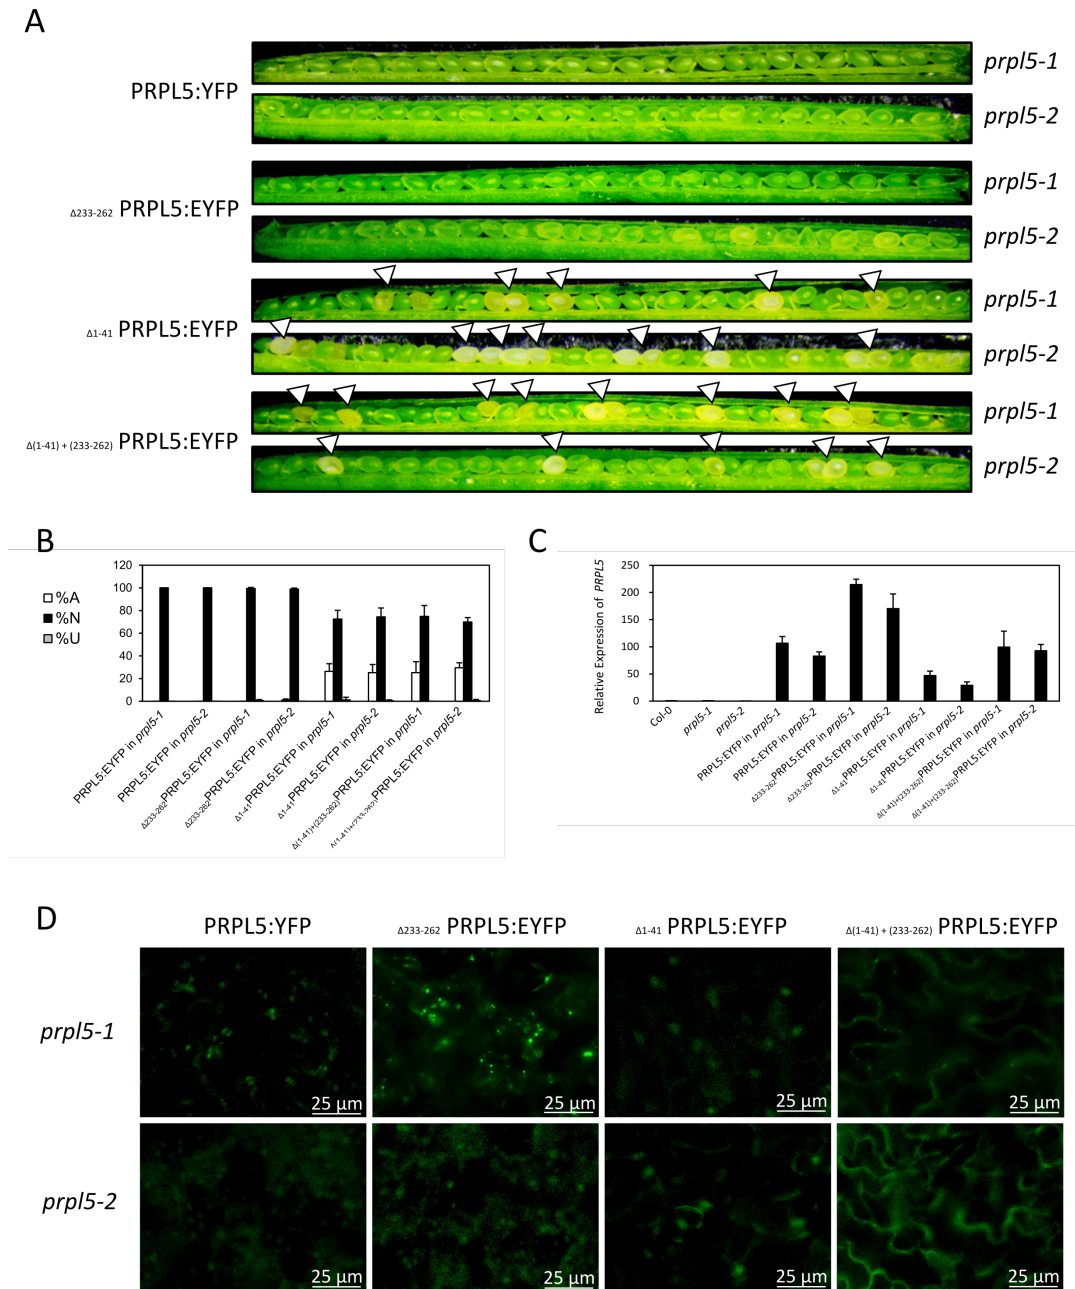 A
PRPL5:YFP
prpl5-1
prpl5-2
Δ233-262 PRPL5:EYFP
prpl5-1
prpl5-2
Δ1-41 PRPL5:EYFP
prpl5-1
prpl5-2
Δ(1-41) + (233-262) PRPL5:EYFP
prpl5-1
prpl5-2
B
%A
%N
%U
120
100
80
60
40
20
0
PRPL5:EYFP in prpl5-1
PRPL5:EYFP in prpl5-2
Δ233-262PRPL5:EYFP in prpl5-1
Δ233-262PRPL5:EYFP in prpl5-2
Δ1-41PRPL5:EYFP in prpl5-1
Δ1-41PRPL5:EYFP in prpl5-2
Δ(1-41)+(233-262)PRPL5:EYFP in prpl5-1
Δ(1-41)+(233-262)PRPL5:EYFP in prpl5-2
C
Relative Expression of PRPL5
250
200
150
100
50
0
Col-0
prpl5-1
prpl5-2
PRPL5:EYFP in prpl5-1
PRPL5:EYFP in prpl5-2
Δ233-262PRPL5:EYFP in prpl5-1
Δ233-262PRPL5:EYFP in prpl5-2
Δ1-41PRPL5:EYFP in prpl5-1
Δ1-41PRPL5:EYFP in prpl5-2
Δ(1-41)+(233-262)PRPL5:EYFP in prpl5-1
Δ(1-41)+(233-262)PRPL5:EYFP in prpl5-2
D
PRPL5:YFP
Δ233-262 PRPL5:EYFP
Δ1-41 PRPL5:EYFP
Δ(1-41) + (233-262) PRPL5:EYFP
prpl5-1
25 µm
25 µm
25 µm
25 µm
prpl5-2
25 µm
25 µm
25 µm
25 µm